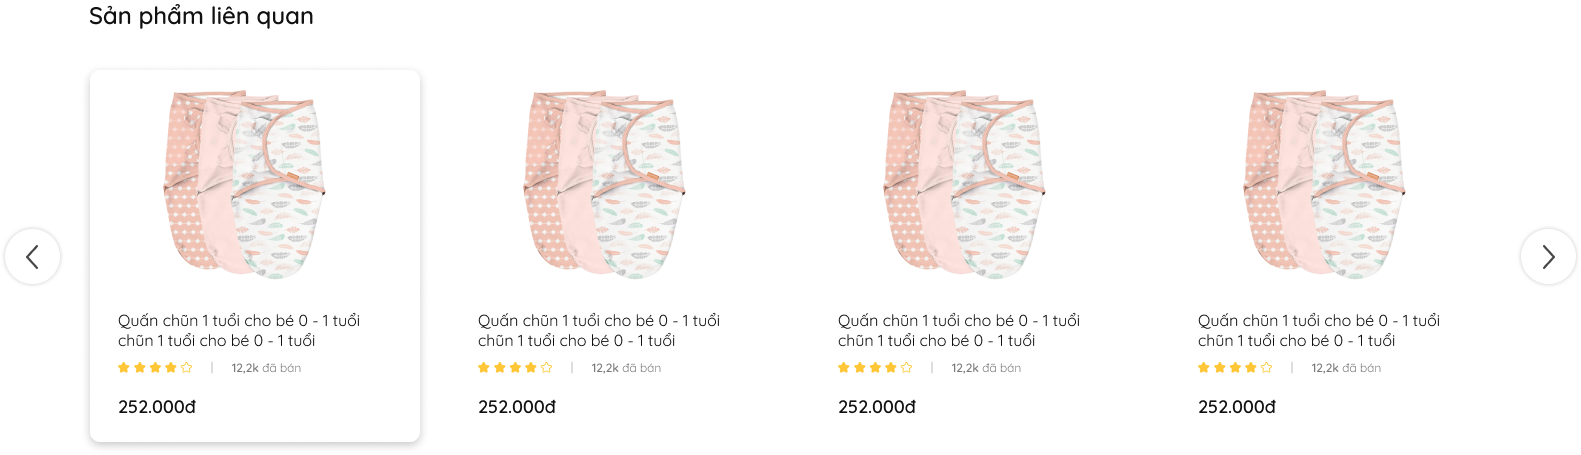 Sản phẩm liên quan
Quấn chũn 1 tuổi cho bé 0 - 1 tuổi
chũn 1 tuổi cho bé 0 - 1 tuổi
12,2k đã bán
252.000đ
Quấn chũn 1 tuổi cho bé 0 - 1 tuổi
chũn 1 tuổi cho bé 0 - 1 tuổi
12,2k đã bán
252.000đ
Quấn chũn 1 tuổi cho bé 0 - 1 tuổi
chũn 1 tuổi cho bé 0 - 1 tuổi
12,2k đã bán
252.000đ
Quấn chũn 1 tuổi cho bé 0 - 1 tuổi
chũn 1 tuổi cho bé 0 - 1 tuổi
12,2k đã bán
252.000đ